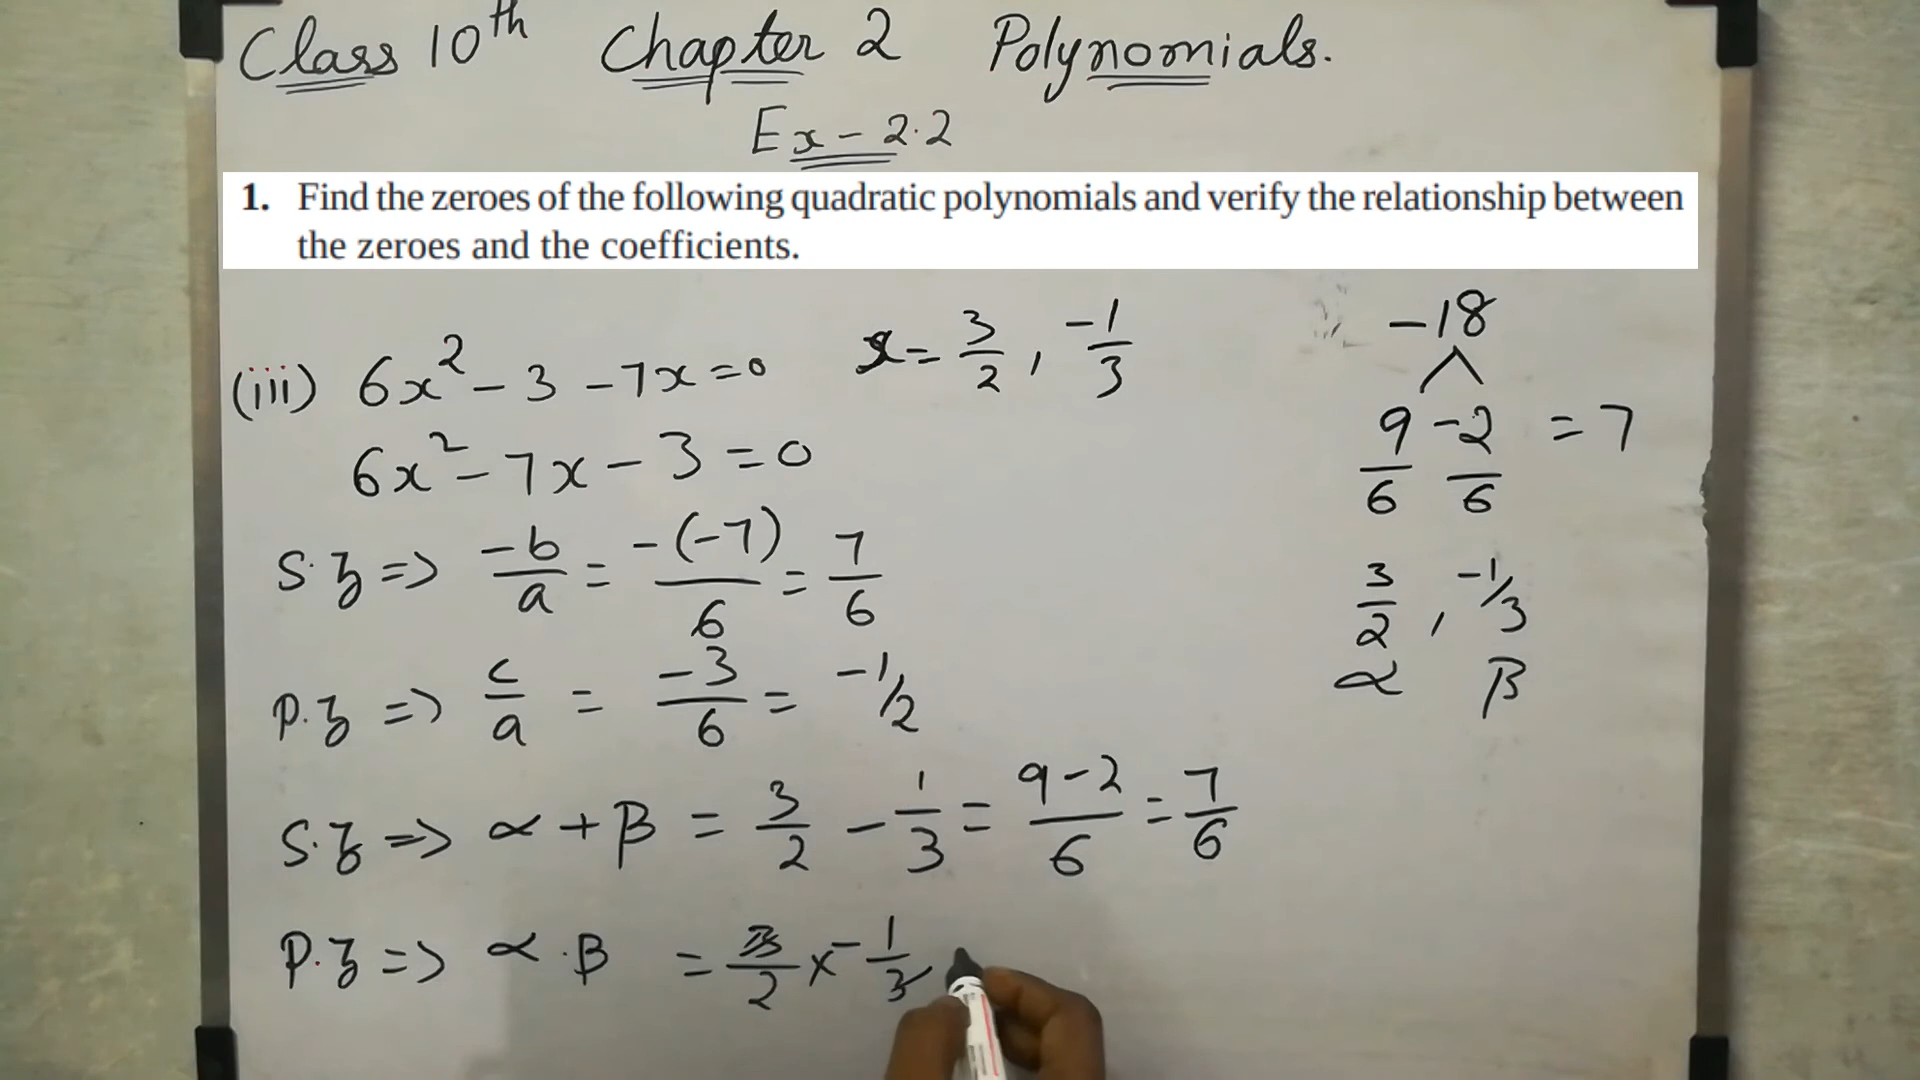 Class 10th Chapter 2 Polynomials.
Ex - 2.2
1. Find the zeroes of the following quadratic polynomials and verify the relationship between
the zeroes and the coefficients.
(iii) 6x² - 3 - 7x = 0
x = 3/2, -1/3
6x² - 7x - 3 = 0
S.z => -b/a = -(-7)/6 = 7/6
P.z => c/a = -3/6 = -1/2
S.z => α + β = 3/2 - 1/3 = 9-2/6 = 7/6
P.z => α . β = 3/2 × -1/3
-18
9/6 -2/6 = 7
3/2, -1/3
α β